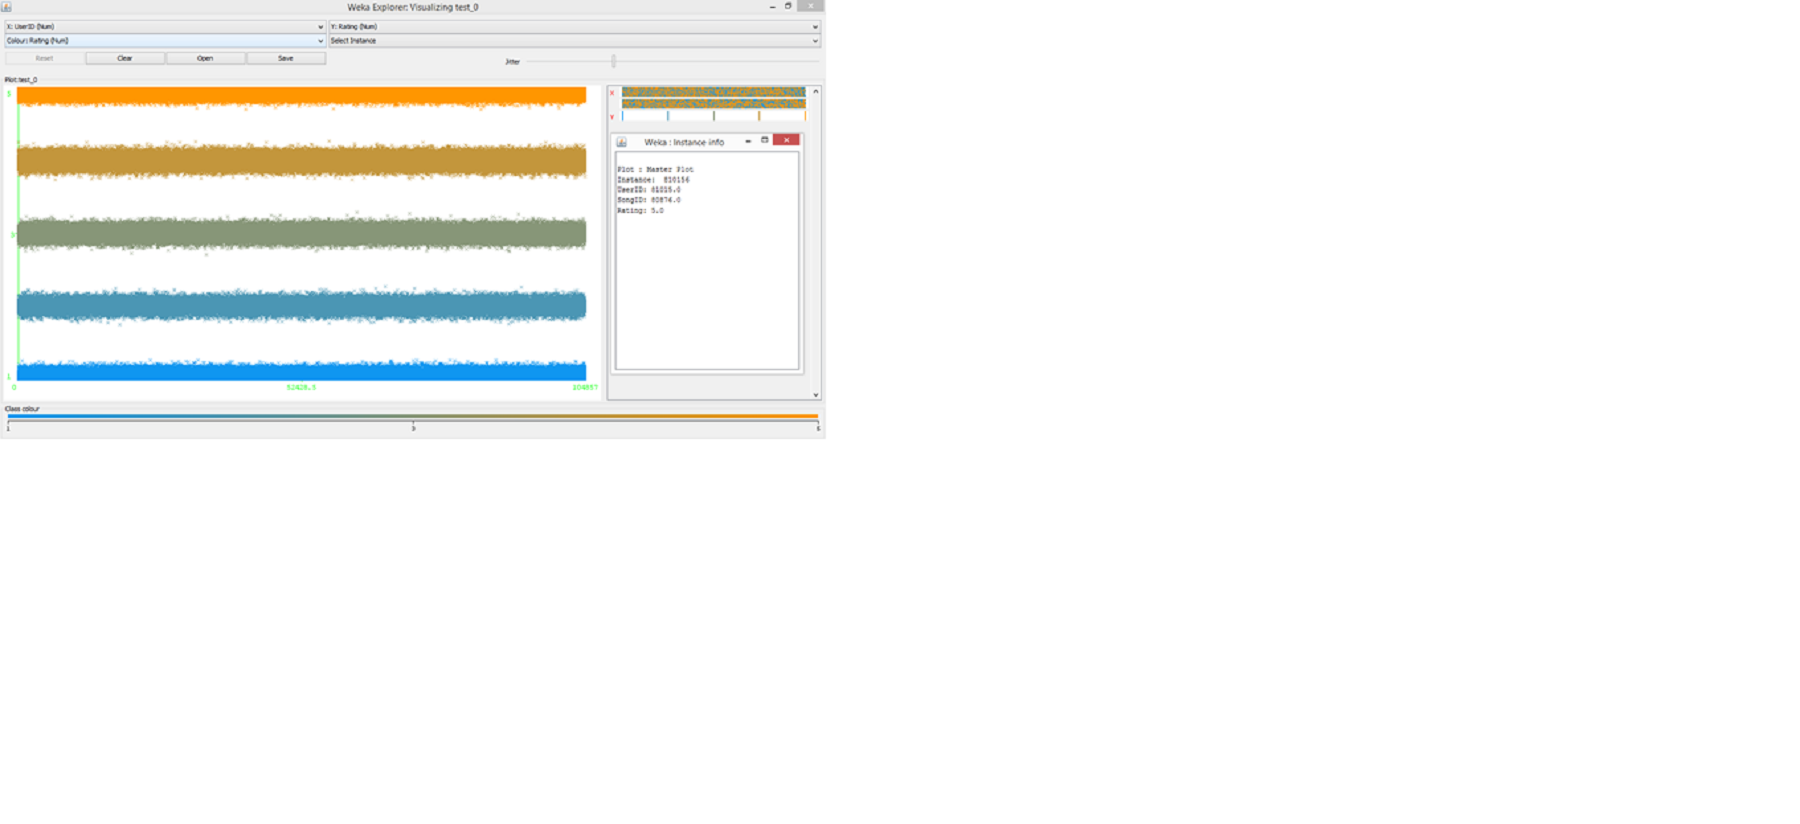 Weka Explorer: Visualizing test_0
X: UserID (Num)
Y: Rating (Num)
Colour: Rating (Num)
Select Instance
Reset
Clear
Open
Save
Jitter
Plot:test_0
5
3
1
0
52428.5
104857
X
Y
Weka : Instance info
Plot : Master Plot
Instance: 810156
UserID: 81015.0
SongID: 80874.0
Rating: 5.0
Class colour
1
3
5